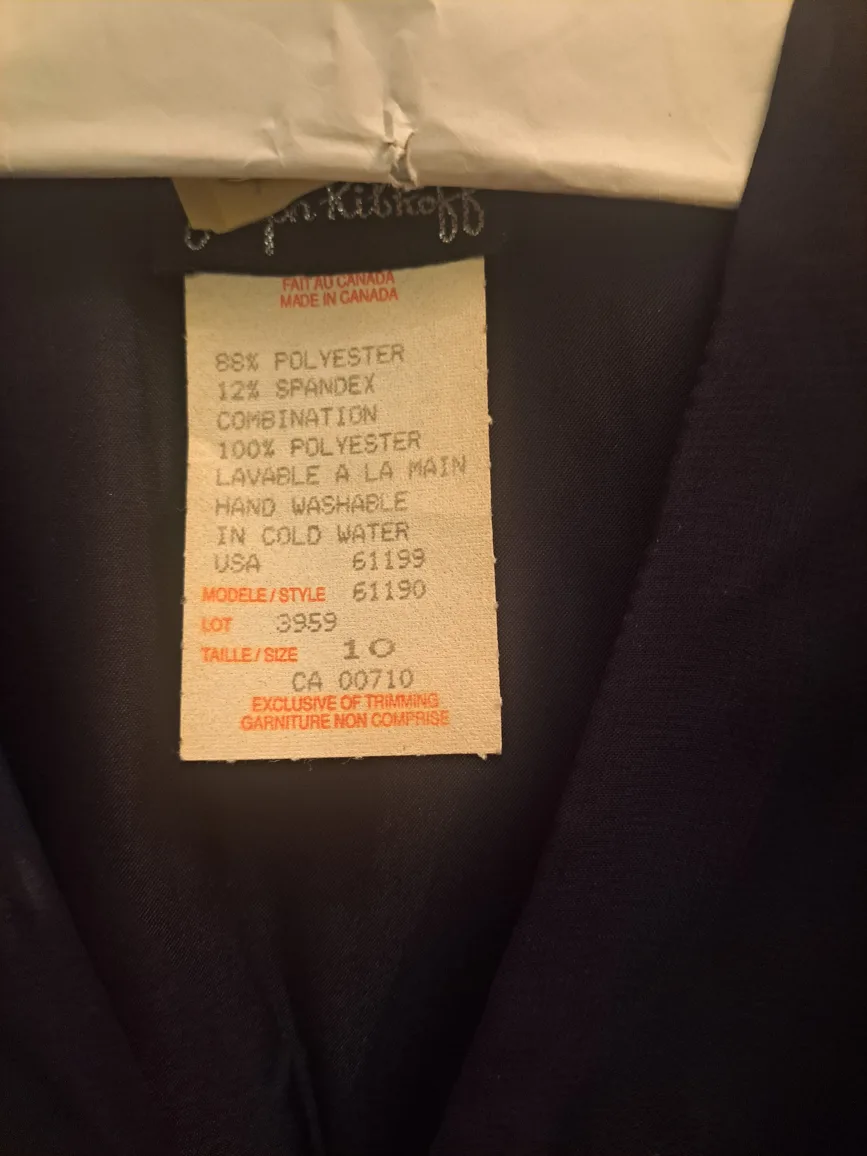 Kibkoff
FAIT AU CANADA
MADE IN CANADA
88% POLYESTER
12% SPANDEX
COMBINATION
100% POLYESTER
LAVABLE A LA MAIN
HAND WASHABLE
IN COLD WATER
USA 61199
MODELE/STYLE 61190
LOT 3959
TAILLE/SIZE 10
CA 00710
EXCLUSIVE OF TRIMMING
GARNITURE NON COMPRISE